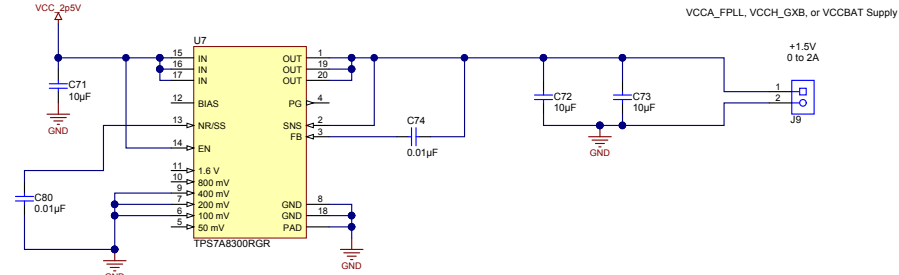 VCC_2p5V
VCCA_FPLL, VCCH_GXB, or VCCBAT Supply
U7
+1.5V
0 to 2A
15 IN OUT 1
16 IN OUT 19
17 IN OUT 20
C71
10µF
GND
12 BIAS PG 4
C72
10µF
C73
10µF
1
2
J9
13 NR/SS SNS 2
FB 3
C74
0.01µF
GND
14 EN
11 1.6 V
10 800 mV
9 400 mV GND 8
7 200 mV
6 100 mV GND 18
5 50 mV PAD
C80
0.01µF
TPS7A8300RGR
GND
GND